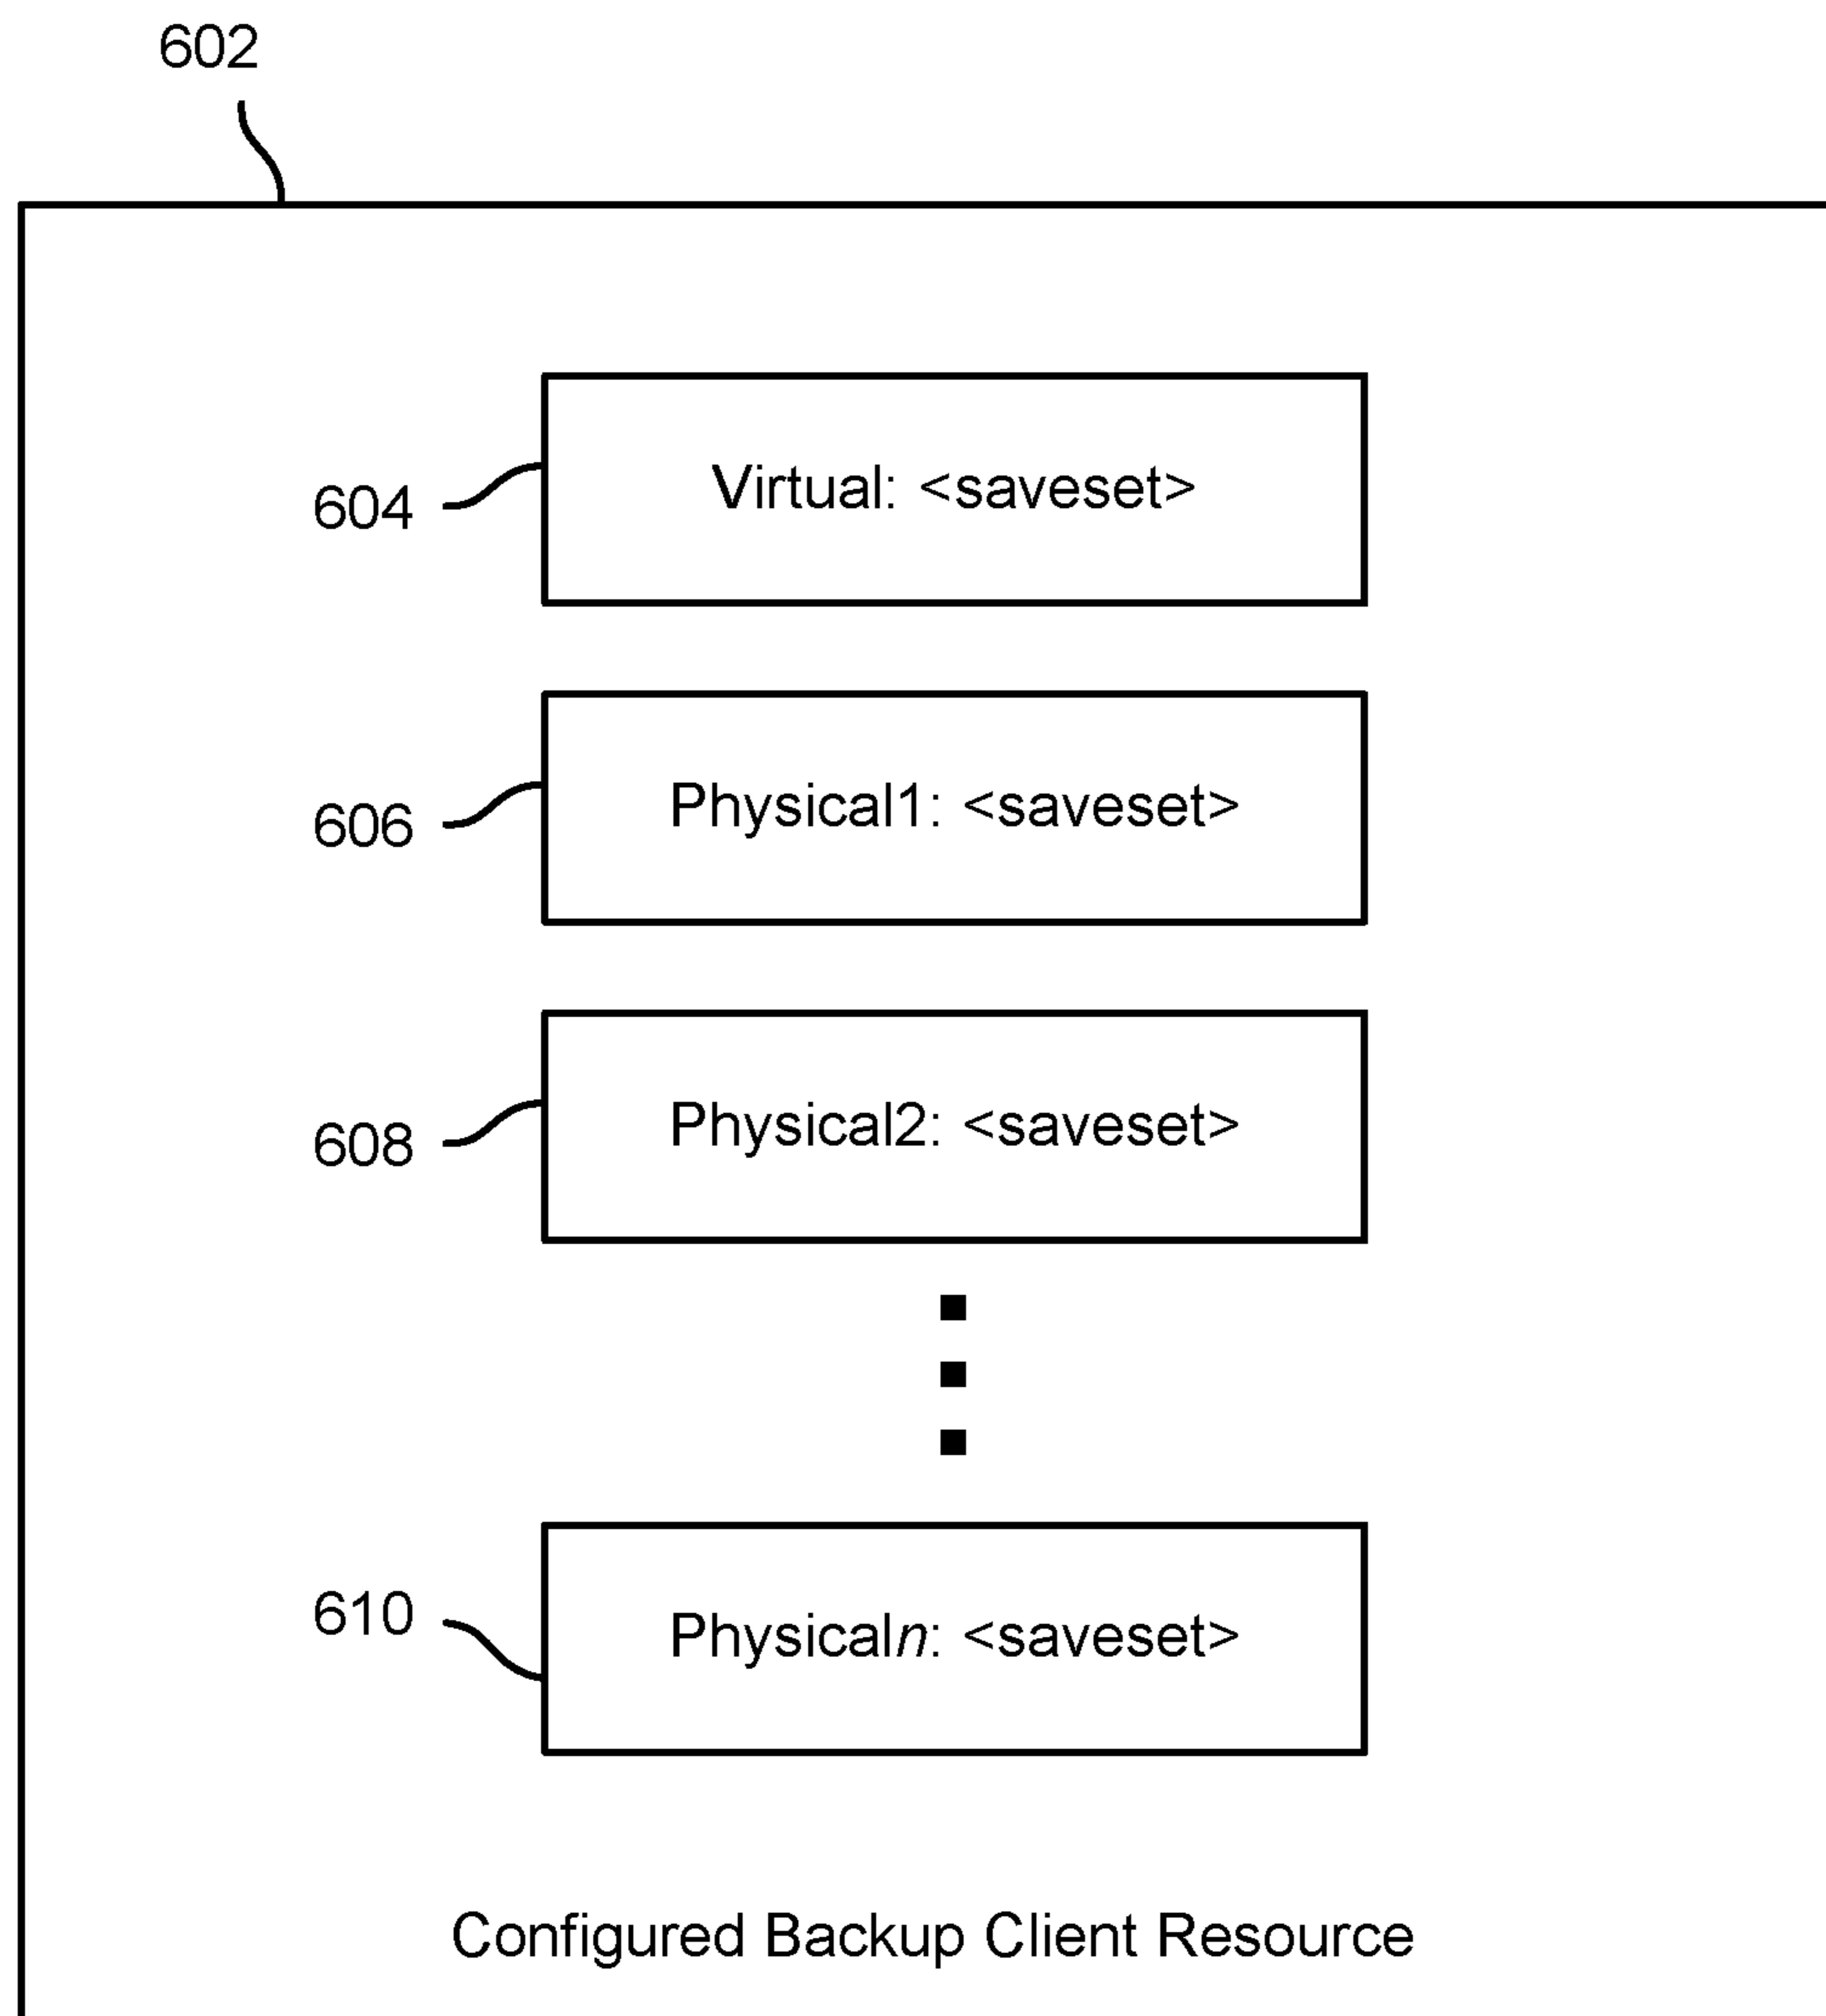 602
604
Virtual: <saveset>
606
Physical1: <saveset>
608
Physical2: <saveset>
610
Physicaln: <saveset>
Configured Backup Client Resource